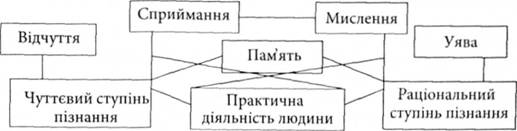 Сприймання
Мислення
Відчуття
Уява
Пам'ять
Чуттєвий ступінь
пізнання
Практична
діяльність людини
Раціональний
ступінь пізнання